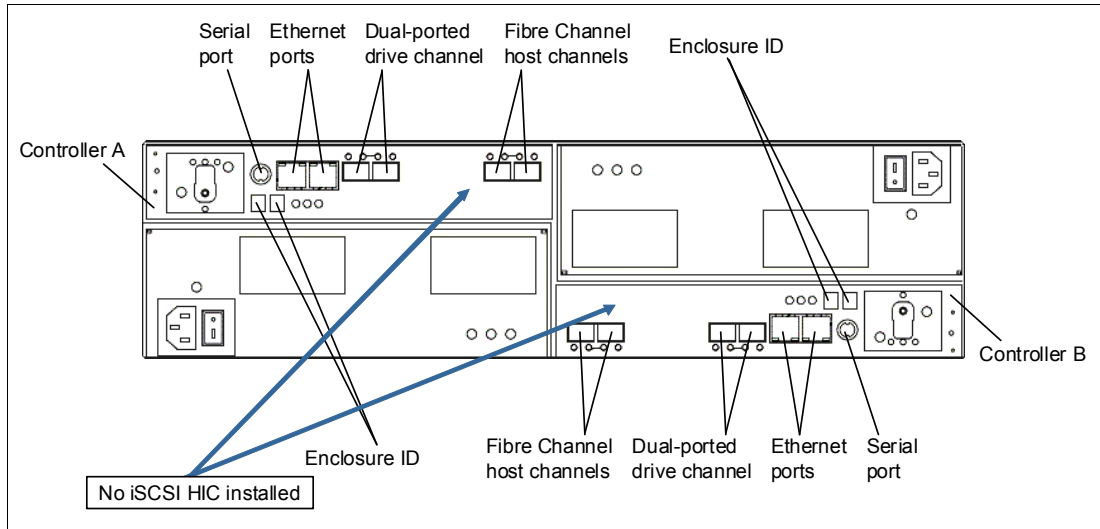 Serial port
Ethernet ports
Dual-ported drive channel
Fibre Channel host channels
Enclosure ID
Controller A
Controller B
Enclosure ID
Fibre Channel host channels
Dual-ported drive channel
Ethernet ports
Serial port
No iSCSI HIC installed